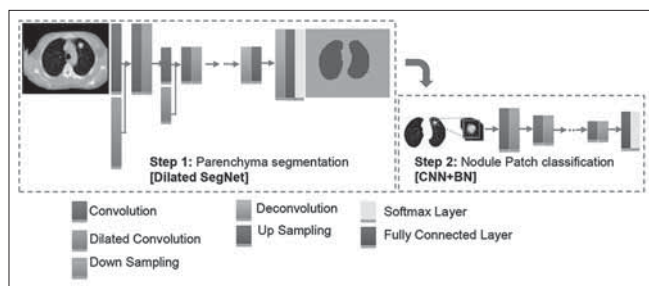 Step 1: Parenchyma segmentation
[Dilated SegNet]
Step 2: Nodule Patch classification
[CNN+BN]
Convolution
Dilated Convolution
Down Sampling
Deconvolution
Up Sampling
Softmax Layer
Fully Connected Layer